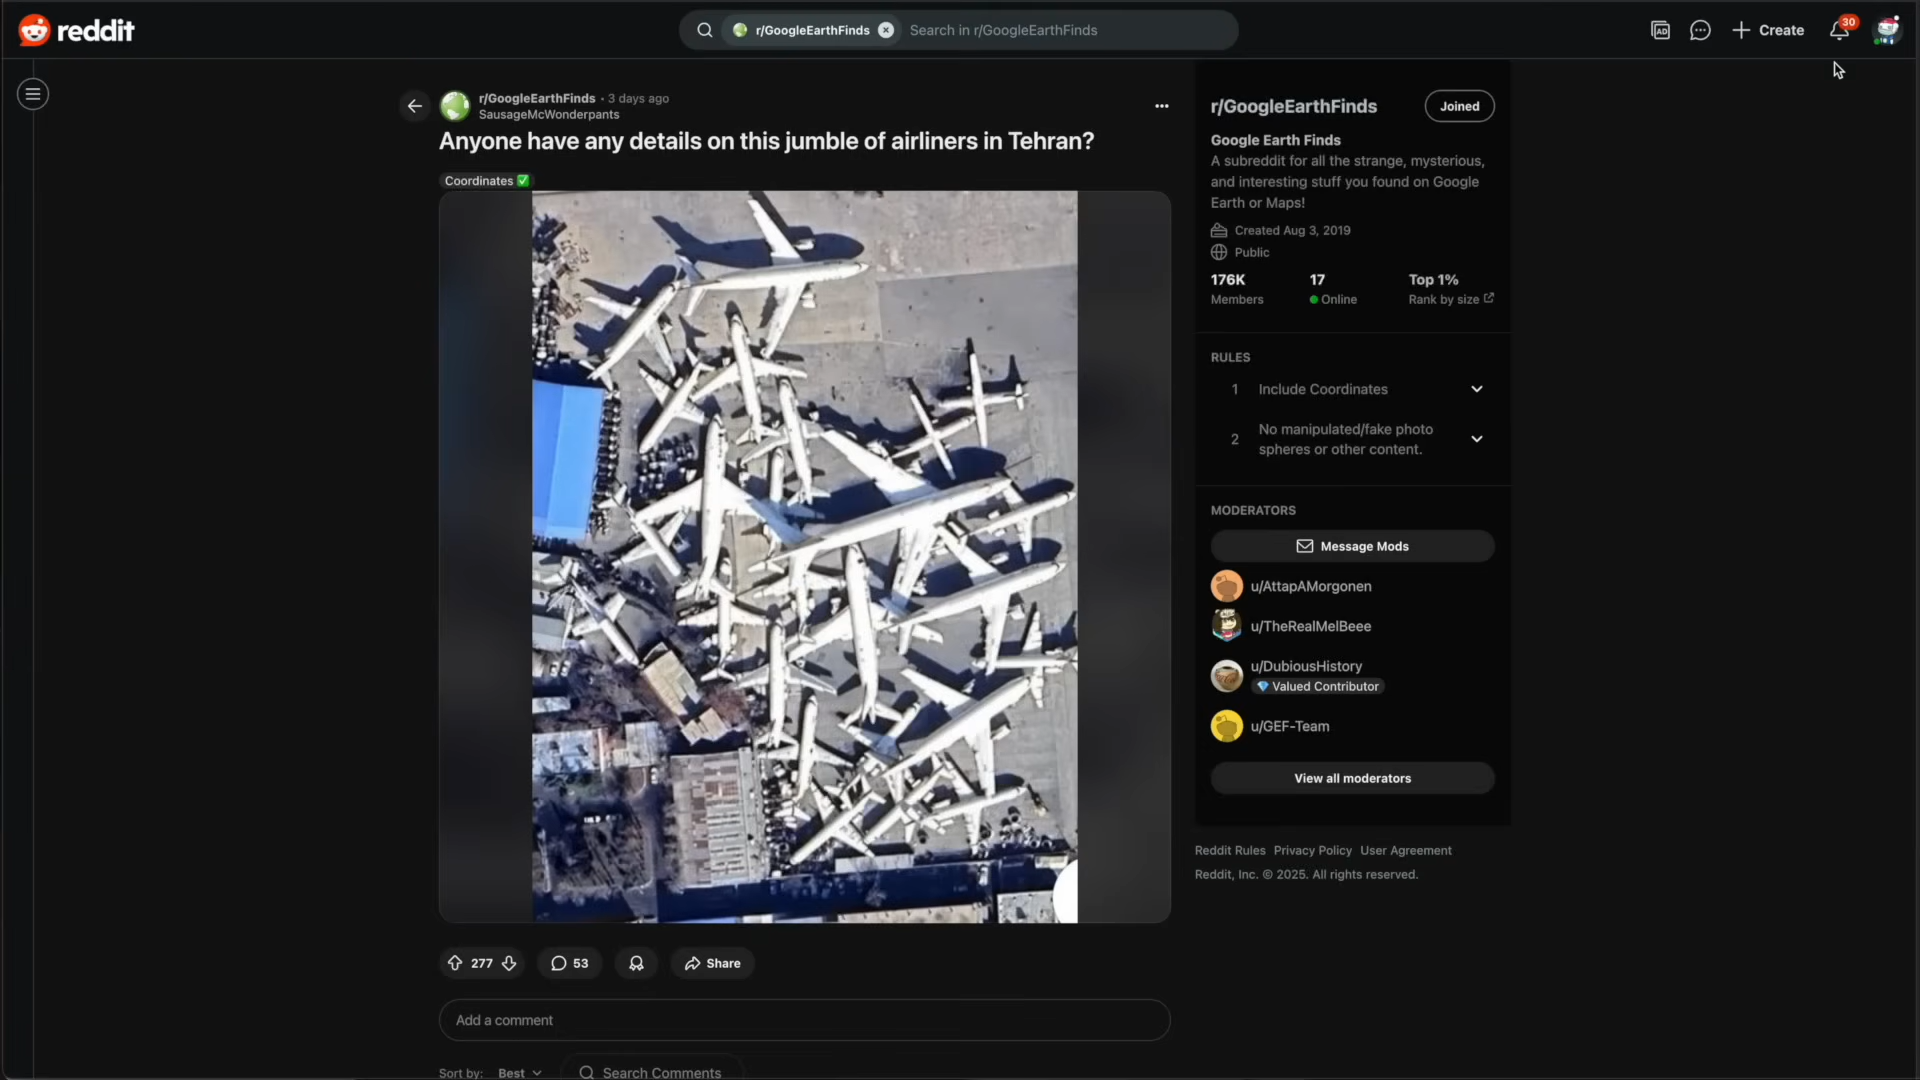 reddit
r/GoogleEarthFinds
Search in r/GoogleEarthFinds
AD
Create
30
r/GoogleEarthFinds • 3 days ago
SausageMcWonderpants
Anyone have any details on this jumble of airliners in Tehran?
Coordinates ✅
277
53
Share
Add a comment
Sort by: Best
Search Comments
r/GoogleEarthFinds
Joined
Google Earth Finds
A subreddit for all the strange, mysterious,
and interesting stuff you found on Google
Earth or Maps!
Created Aug 3, 2019
Public
176K 17 Top 1%
Members Online Rank by size
RULES
1 Include Coordinates
2 No manipulated/fake photo
spheres or other content.
MODERATORS
Message Mods
u/AttapAMorgonen
u/TheRealMelBeee
u/DubiousHistory
💎 Valued Contributor
u/GEF-Team
View all moderators
Reddit Rules Privacy Policy User Agreement
Reddit, Inc. © 2025. All rights reserved.